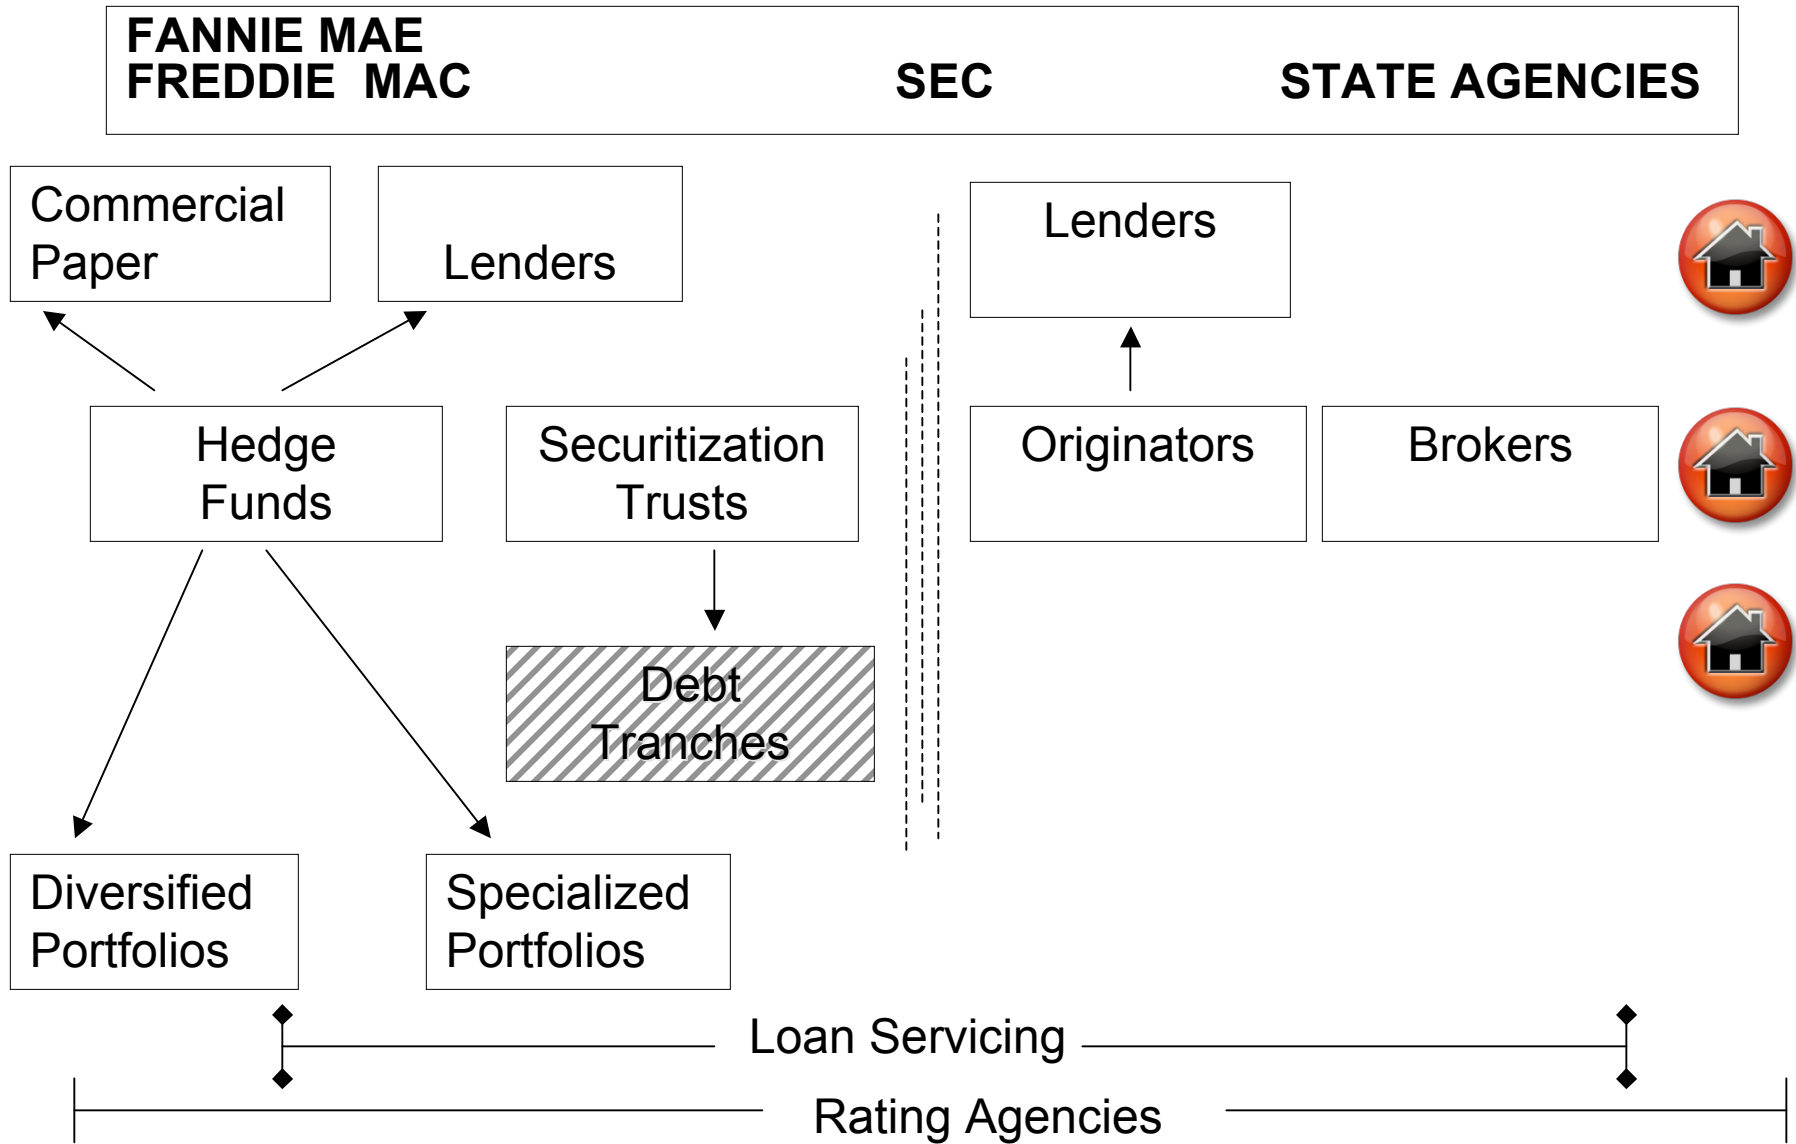 FANNIE MAE
FREDDIE MAC SEC STATE AGENCIES
Commercial
Paper
Lenders
Lenders
Hedge
Funds
Securitization
Trusts
Originators
Brokers
Debt
Tranches
Diversified
Portfolios
Specialized
Portfolios
Loan Servicing
Rating Agencies